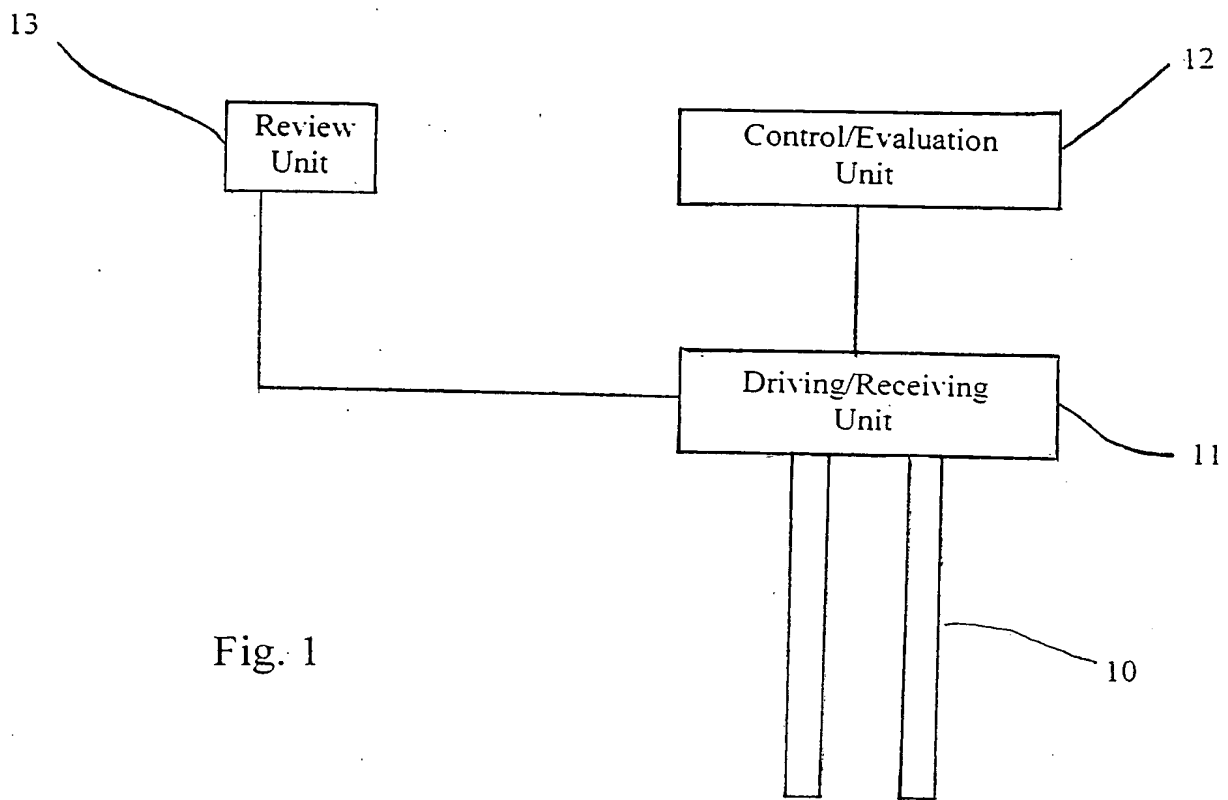 13
12
Review
Unit
Control/Evaluation
Unit
Driving/Receiving
Unit
11
Fig. 1
10